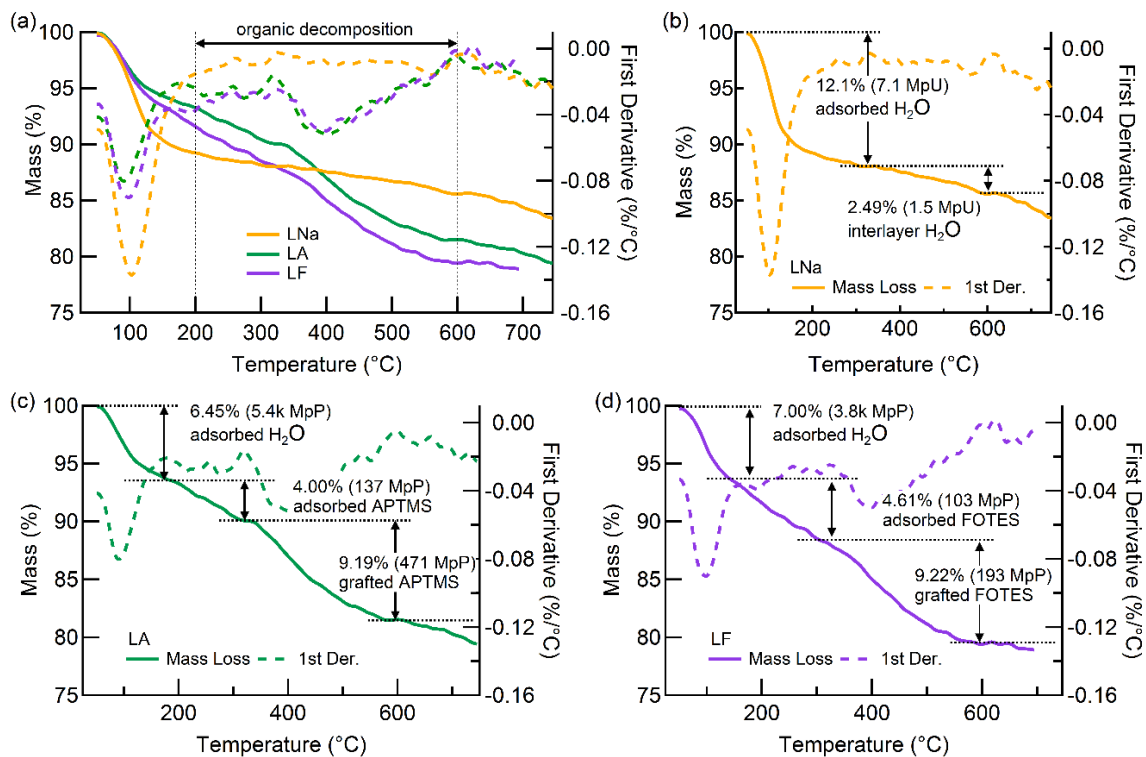 (a)
organic decomposition
100
95
90
85
80
75
Mass (%)
0.00
-0.04
-0.08
-0.12
-0.16
First Derivative (%/°C)
LNa
LA
LF
100 200 300 400 500 600 700
Temperature (°C)
(b)
100
95
90
85
80
75
Mass (%)
12.1% (7.1 MpU)
adsorbed H2O
2.49% (1.5 MpU)
interlayer H2O
LNa
Mass Loss 1st Der.
0.00
-0.04
-0.08
-0.12
-0.16
First Derivative (%/°C)
200 400 600
Temperature (°C)
(c)
100
95
90
85
80
75
Mass (%)
6.45% (5.4k MpP)
adsorbed H2O
4.00% (137 MpP)
adsorbed APTMS
9.19% (471 MpP)
grafted APTMS
LA
Mass Loss 1st Der.
0.00
-0.04
-0.08
-0.12
-0.16
First Derivative (%/°C)
200 400 600
Temperature (°C)
(d)
100
95
90
85
80
75
Mass (%)
7.00% (3.8k MpP)
adsorbed H2O
4.61% (103 MpP)
adsorbed FOTES
9.22% (193 MpP)
grafted FOTES
LF
Mass Loss 1st Der.
0.00
-0.04
-0.08
-0.12
-0.16
First Derivative (%/°C)
200 400 600
Temperature (°C)